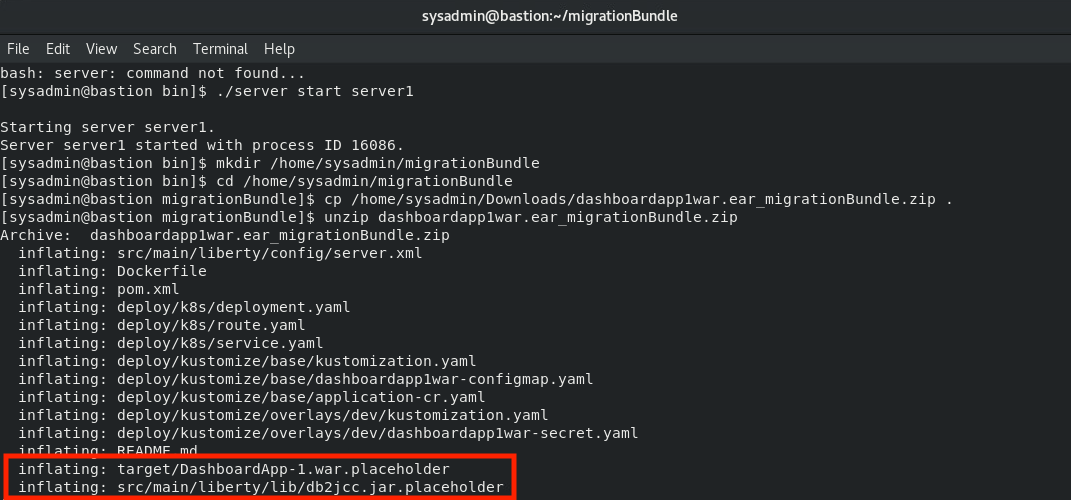 sysadmin@bastion:~/migrationBundle
File Edit View Search Terminal Help
bash: server: command not found...
[sysadmin@bastion bin]$ ./server start server1
Starting server server1.
Server server1 started with process ID 16086.
[sysadmin@bastion bin]$ mkdir /home/sysadmin/migrationBundle
[sysadmin@bastion bin]$ cd /home/sysadmin/migrationBundle
[sysadmin@bastion migrationBundle]$ cp /home/sysadmin/Downloads/dashboardapp1war.ear_migrationBundle.zip .
[sysadmin@bastion migrationBundle]$ unzip dashboardapp1war.ear_migrationBundle.zip
Archive:  dashboardapp1war.ear_migrationBundle.zip
  inflating: src/main/liberty/config/server.xml
  inflating: Dockerfile
  inflating: pom.xml
  inflating: deploy/k8s/deployment.yaml
  inflating: deploy/k8s/route.yaml
  inflating: deploy/k8s/service.yaml
  inflating: deploy/kustomize/base/kustomization.yaml
  inflating: deploy/kustomize/base/dashboardapp1war-configmap.yaml
  inflating: deploy/kustomize/base/application-cr.yaml
  inflating: deploy/kustomize/overlays/dev/kustomization.yaml
  inflating: deploy/kustomize/overlays/dev/dashboardapp1war-secret.yaml
  inflating: README.md
  inflating: target/DashboardApp-1.war.placeholder
  inflating: src/main/liberty/lib/db2jcc.jar.placeholder